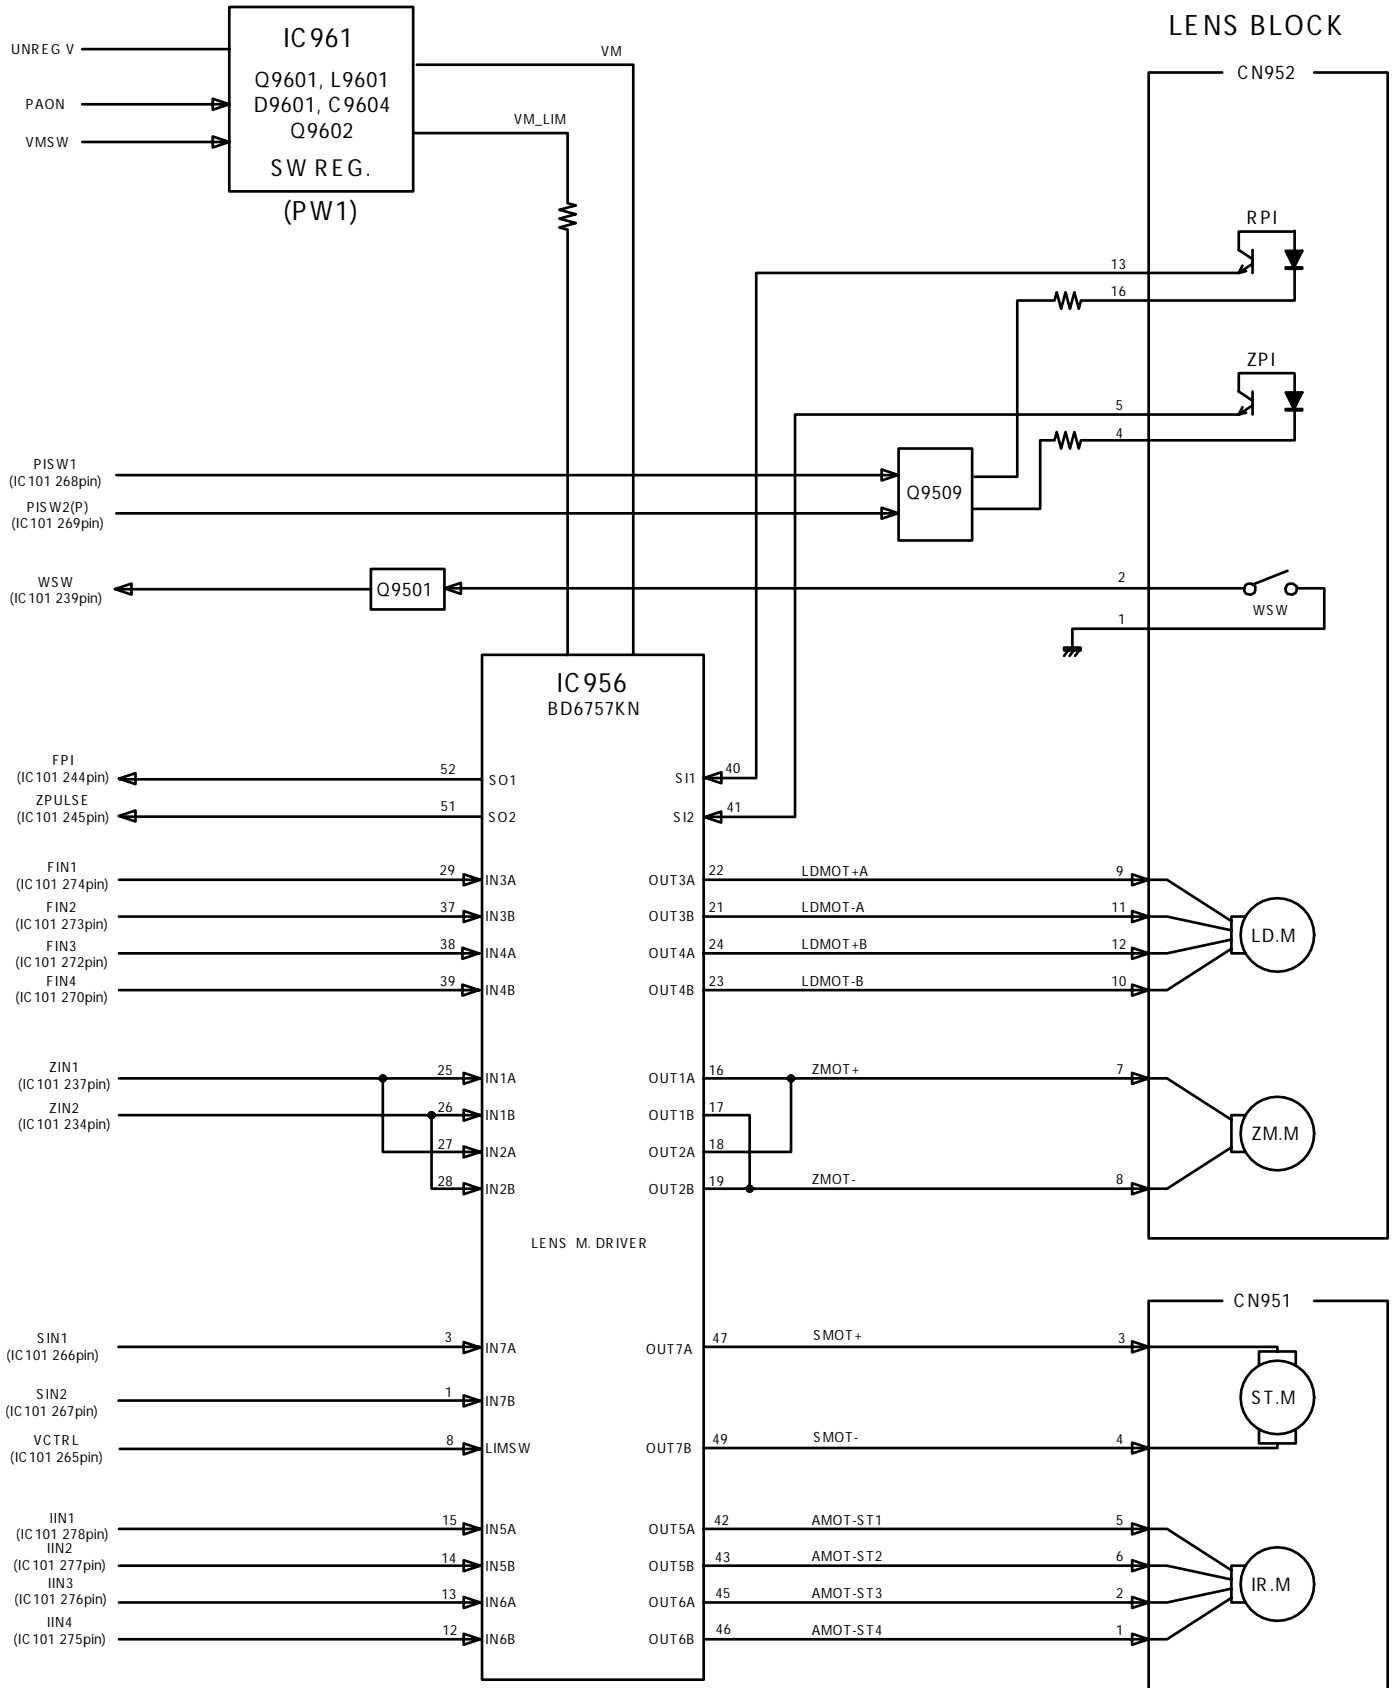 LENS BLOCK
UNREG V
PAON
VMSW
IC961
Q9601, L9601
D9601, C9604
Q9602
SW REG.
(PW1)
VM
VM_LIM
CN952
RPI
13
16
ZPI
5
4
PISW1
(IC101 268pin)
PISW2(P)
(IC101 269pin)
Q9509
WSW
(IC101 239pin)
Q9501
2
WSW
1
IC956
BD6757KN
FPI
(IC101 244pin)
52
SO1
SI1
40
ZPULSE
(IC101 245pin)
51
SO2
SI2
41
FIN1
(IC101 274pin)
29
IN3A
OUT3A
22
LDMOT+A
9
FIN2
(IC101 273pin)
37
IN3B
OUT3B
21
LDMOT-A
11
LD.M
FIN3
(IC101 272pin)
38
IN4A
OUT4A
24
LDMOT+B
12
FIN4
(IC101 270pin)
39
IN4B
OUT4B
23
LDMOT-B
10
ZIN1
(IC101 237pin)
25
IN1A
OUT1A
16
ZMOT+
7
ZIN2
(IC101 234pin)
26
IN1B
OUT1B
17
ZM.M
27
IN2A
OUT2A
18
28
IN2B
OUT2B
19
ZMOT-
8
LENS M. DRIVER
CN951
SIN1
(IC101 266pin)
3
IN7A
OUT7A
47
SMOT+
3
SIN2
(IC101 267pin)
1
IN7B
ST.M
VCTRL
(IC101 265pin)
8
LIMSW
OUT7B
49
SMOT-
4
IIN1
(IC101 278pin)
15
IN5A
OUT5A
42
AMOT-ST1
5
IIN2
(IC101 277pin)
14
IN5B
OUT5B
43
AMOT-ST2
6
IR.M
IIN3
(IC101 276pin)
13
IN6A
OUT6A
45
AMOT-ST3
2
IIN4
(IC101 275pin)
12
IN6B
OUT6B
46
AMOT-ST4
1